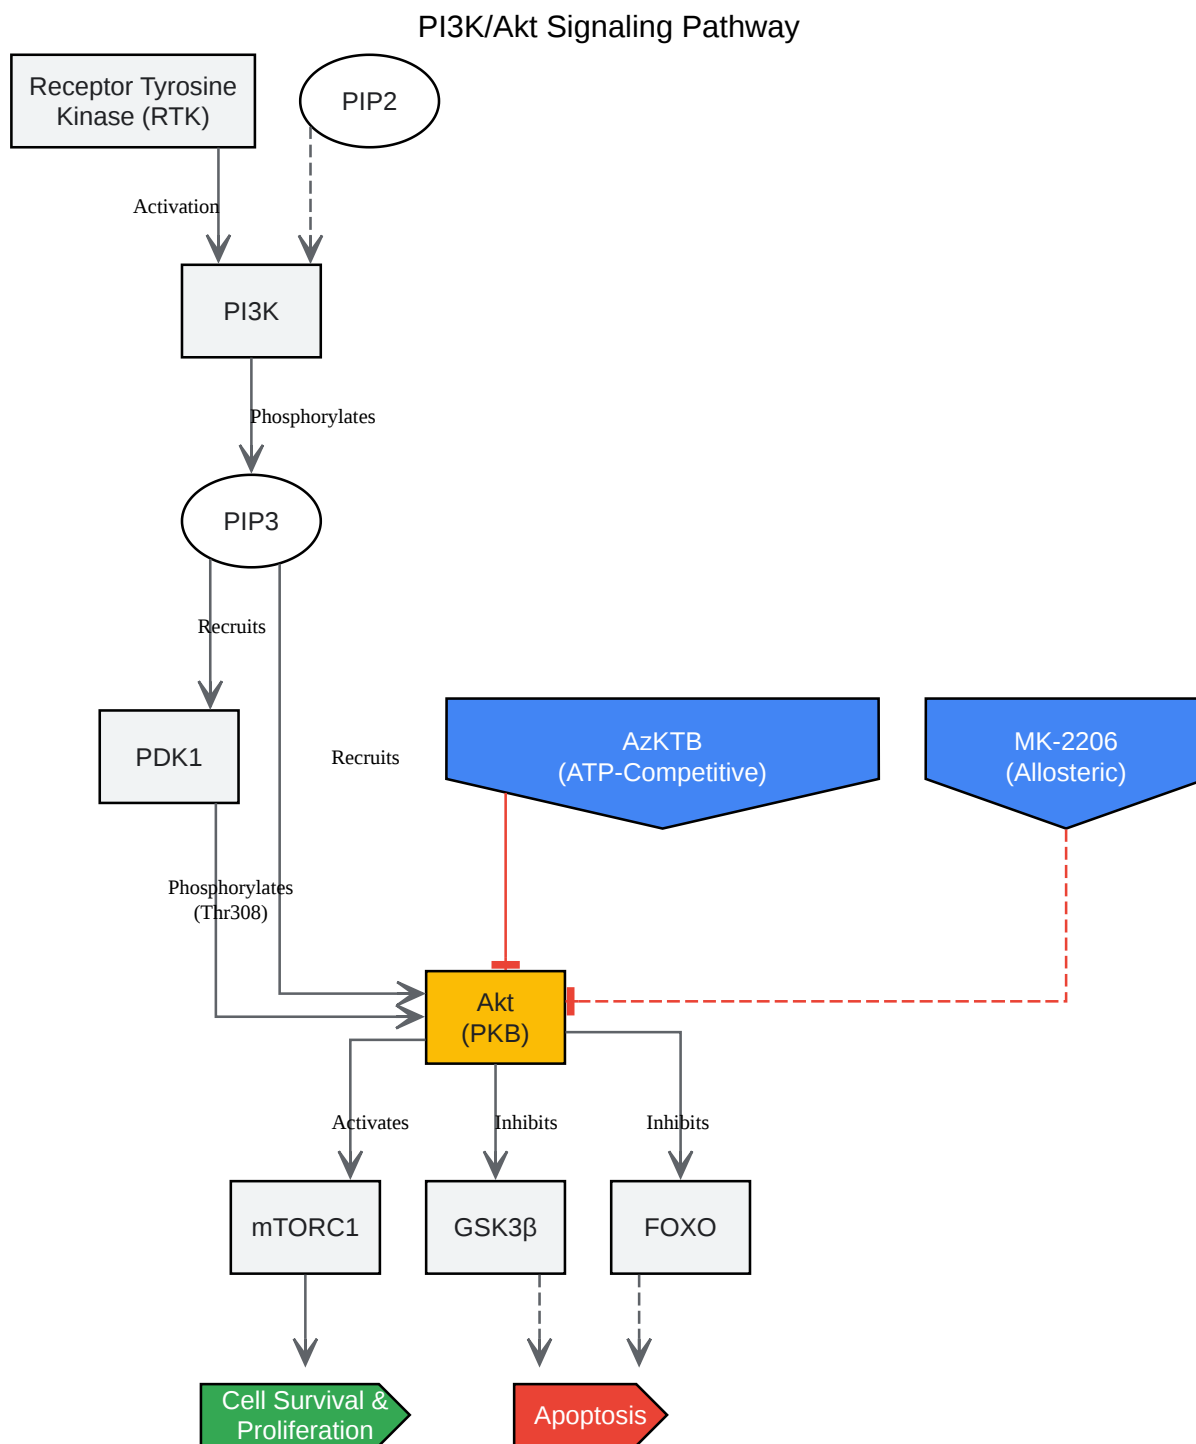 PI3K/Akt Signaling Pathway
Receptor Tyrosine
Kinase (RTK)
PIP2
Activation
PI3K
Phosphorylates
PIP3
Recruits
PDK1
Recruits
AzKTB
(ATP-Competitive)
MK-2206
(Allosteric)
Phosphorylates
(Thr308)
Akt
(PKB)
Activates
Inhibits
Inhibits
mTORC1
GSK3β
FOXO
Cell Survival &
Proliferation
Apoptosis